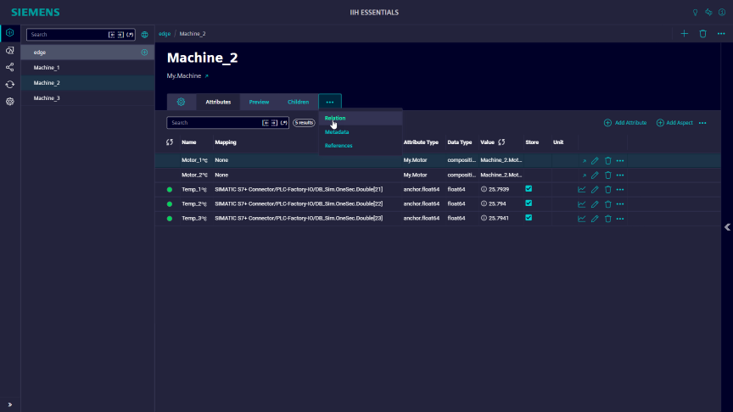 SIEMENS
IIH ESSENTIALS
Search
edge
Machine_1
Machine_2
Machine_3
edge / Machine_2
Machine_2
My.Machine
Attributes Preview Children
Relation
Metadata
References
Search
5 results
Add Attribute Add Aspect
Name Mapping Attribute Type Data Type Value Store Unit
Motor_1 None My.Motor compositi... Machine_2.Mot...
Motor_2 None My.Motor compositi... Machine_2.Mot...
Temp_1 SIMATIC S7+ Connector/PLC-Factory-IO/DB_Sim.OneSec.Double[21] anchor.float64 float64 25.7939
Temp_2 SIMATIC S7+ Connector/PLC-Factory-IO/DB_Sim.OneSec.Double[22] anchor.float64 float64 25.794
Temp_3 SIMATIC S7+ Connector/PLC-Factory-IO/DB_Sim.OneSec.Double[23] anchor.float64 float64 25.7941